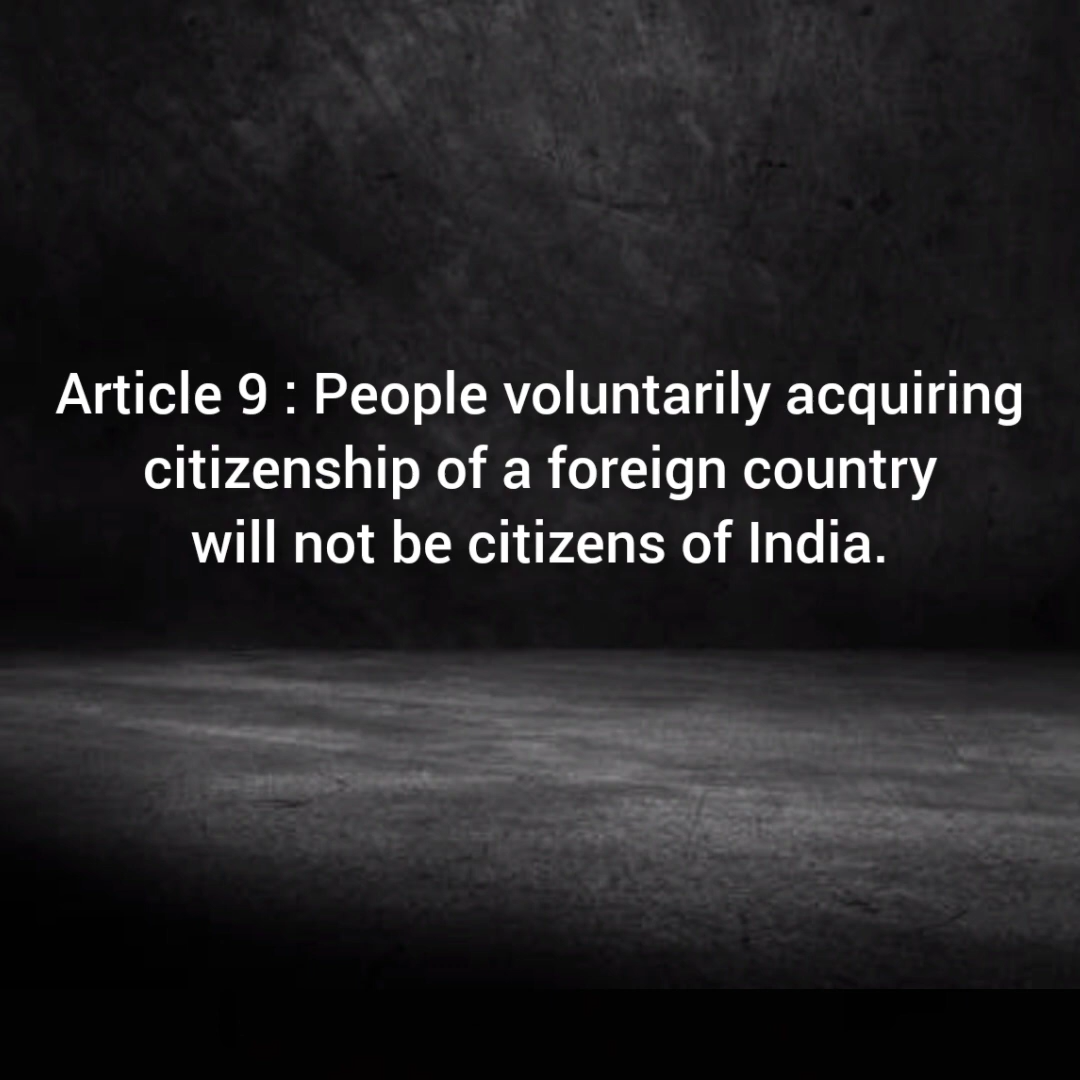 Article 9 : People voluntarily acquiring
citizenship of a foreign country
will not be citizens of India.